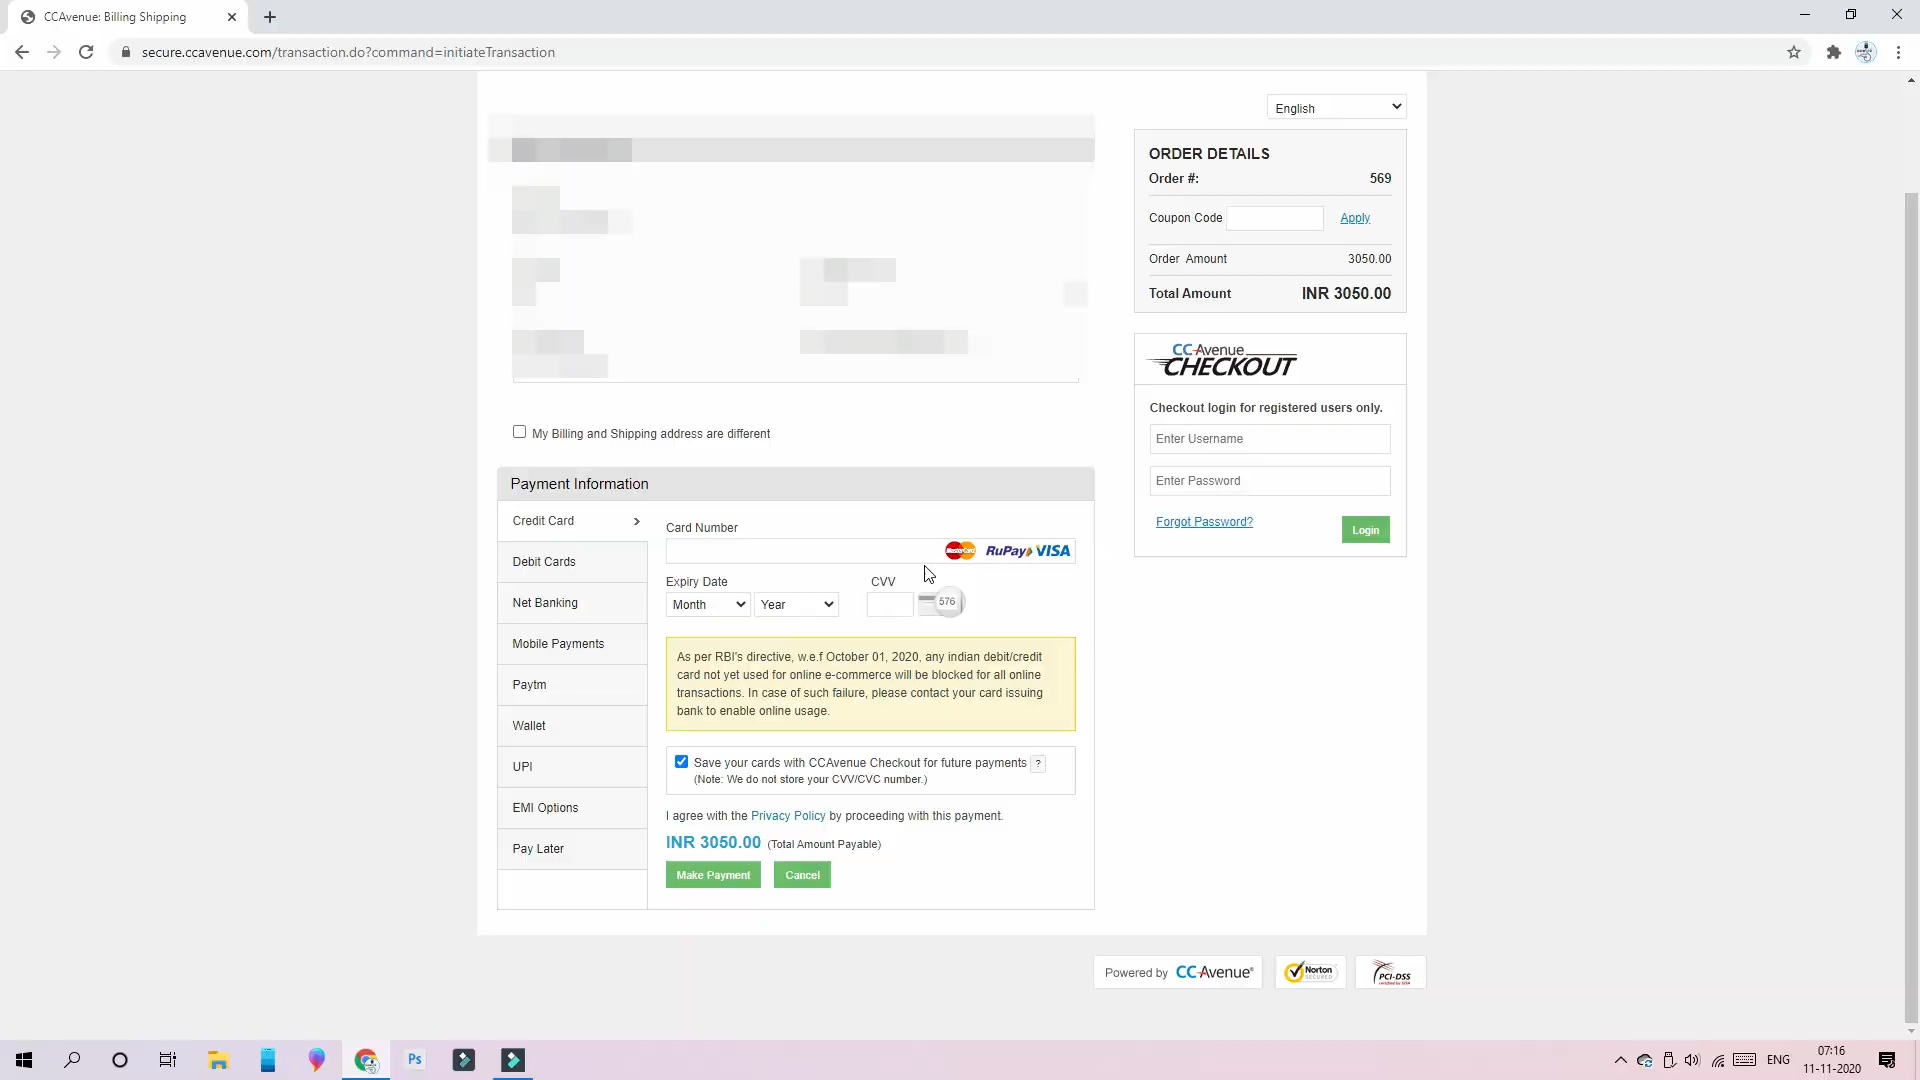 CCAvenue: Billing Shipping
secure.ccavenue.com/transaction.do?command=initiateTransaction
English
ORDER DETAILS
Order #: 569
Coupon Code Apply
Order Amount 3050.00
Total Amount INR 3050.00
CCAvenue
CHECKOUT
Checkout login for registered users only.
Enter Username
Enter Password
Forgot Password? Login
My Billing and Shipping address are different
Payment Information
Credit Card
Debit Cards
Net Banking
Mobile Payments
Paytm
Wallet
UPI
EMI Options
Pay Later
Card Number
MasterCard RuPay VISA
Expiry Date CVV
Month Year 576
As per RBI's directive, w.e.f October 01, 2020, any indian debit/credit
card not yet used for online e-commerce will be blocked for all online
transactions. In case of such failure, please contact your card issuing
bank to enable online usage.
Save your cards with CCAvenue Checkout for future payments ?
(Note: We do not store your CVV/CVC number.)
I agree with the Privacy Policy by proceeding with this payment.
INR 3050.00 (Total Amount Payable)
Make Payment Cancel
Powered by CCAvenue
Norton
SECURED
PCI-DSS
Ps
ENG
07:16
11-11-2020